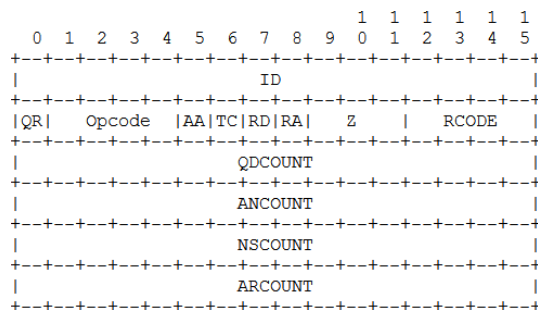 1 1 1 1 1 1
0 1 2 3 4 5 6 7 8 9 0 1 2 3 4 5
+--+--+--+--+--+--+--+--+--+--+--+--+--+--+--+--+
| ID |
+--+--+--+--+--+--+--+--+--+--+--+--+--+--+--+--+
|QR| Opcode |AA|TC|RD|RA| Z | RCODE |
+--+--+--+--+--+--+--+--+--+--+--+--+--+--+--+--+
| QDCOUNT |
+--+--+--+--+--+--+--+--+--+--+--+--+--+--+--+--+
| ANCOUNT |
+--+--+--+--+--+--+--+--+--+--+--+--+--+--+--+--+
| NSCOUNT |
+--+--+--+--+--+--+--+--+--+--+--+--+--+--+--+--+
| ARCOUNT |
+--+--+--+--+--+--+--+--+--+--+--+--+--+--+--+--+